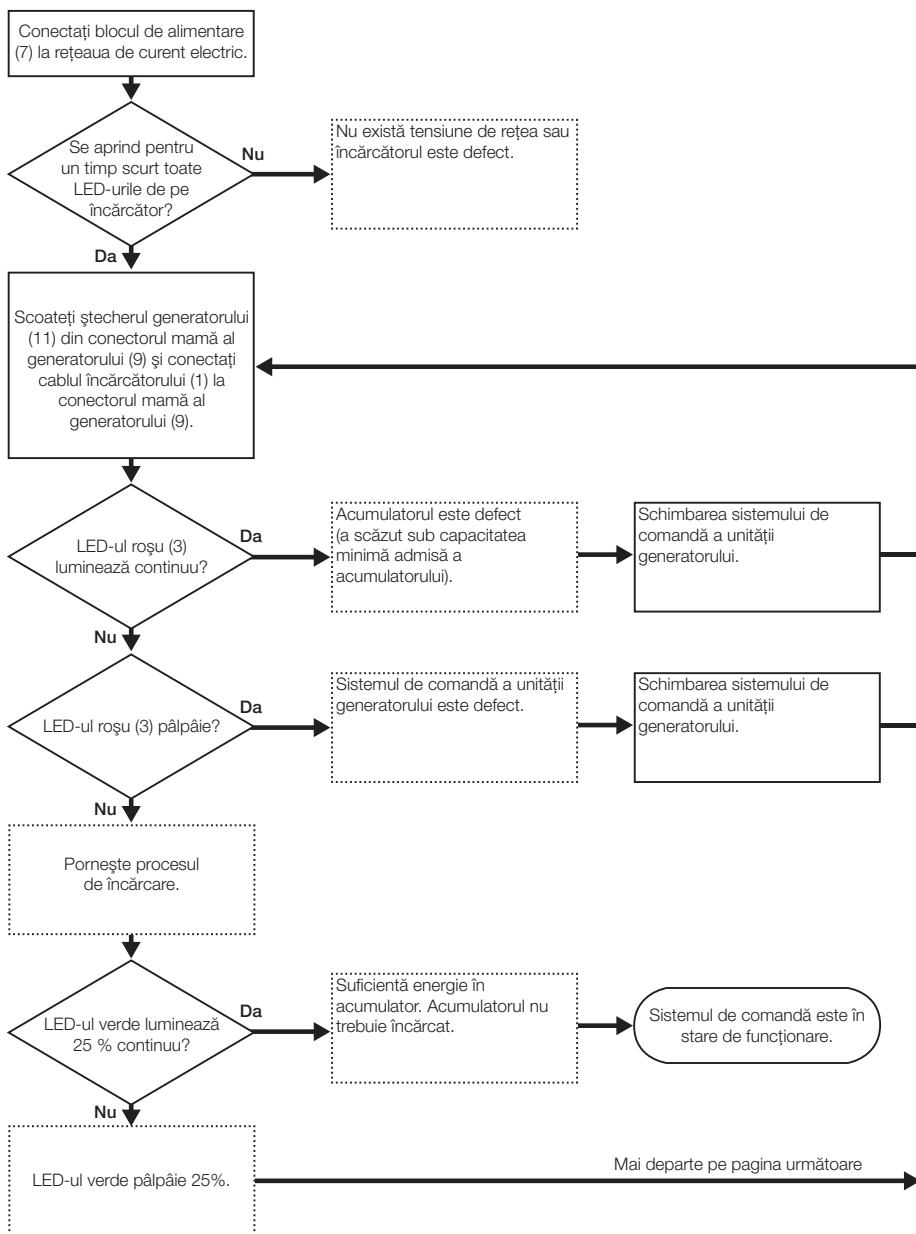 Conectați blocul de alimentare
(7) la rețeaua de curent electric.
Se aprind pentru
un timp scurt toate
LED-urile de pe
încărcător?
Nu
Nu există tensiune de rețea sau
încărcătorul este defect.
Da
Scoateți ştecherul generatorului
(11) din conectorul mamă al
generatorului (9) şi conectați
cablul încărcătorului (1) la
conectorul mamă al
generatorului (9).
LED-ul roşu (3)
luminează continuu?
Da
Acumulatorul este defect
(a scăzut sub capacitatea
minimă admisă a
acumulatorului).
Schimbarea sistemului de
comandă a unității
generatorului.
Nu
LED-ul roşu (3) pâlpâie?
Da
Sistemul de comandă a unității
generatorului este defect.
Schimbarea sistemului de
comandă a unității
generatorului.
Nu
Porneşte procesul
de încărcare.
LED-ul verde luminează
25 % continuu?
Da
Suficientă energie în
acumulator. Acumulatorul nu
trebuie încărcat.
Sistemul de comandă este în
stare de funcționare.
Nu
LED-ul verde pâlpâie 25%.
Mai departe pe pagina următoare